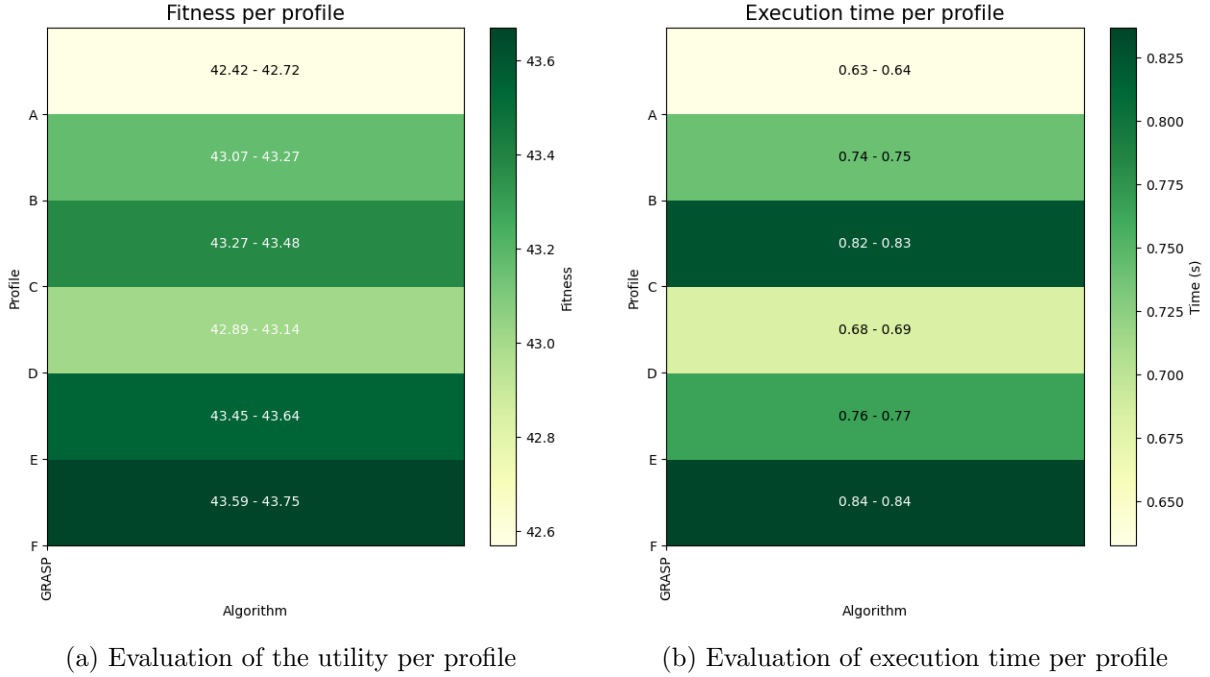 Fitness per profile
42.42 - 42.72
43.07 - 43.27
43.27 - 43.48
42.89 - 43.14
43.45 - 43.64
43.59 - 43.75
A
B
C
D
E
F
Profile
GRASP
Algorithm
43.6
43.4
43.2
43.0
42.8
42.6
Fitness
(a) Evaluation of the utility per profile
Execution time per profile
0.63 - 0.64
0.74 - 0.75
0.82 - 0.83
0.68 - 0.69
0.76 - 0.77
0.84 - 0.84
A
B
C
D
E
F
Profile
GRASP
Algorithm
0.825
0.800
0.775
0.750
0.725
0.700
0.675
0.650
Time (s)
(b) Evaluation of execution time per profile